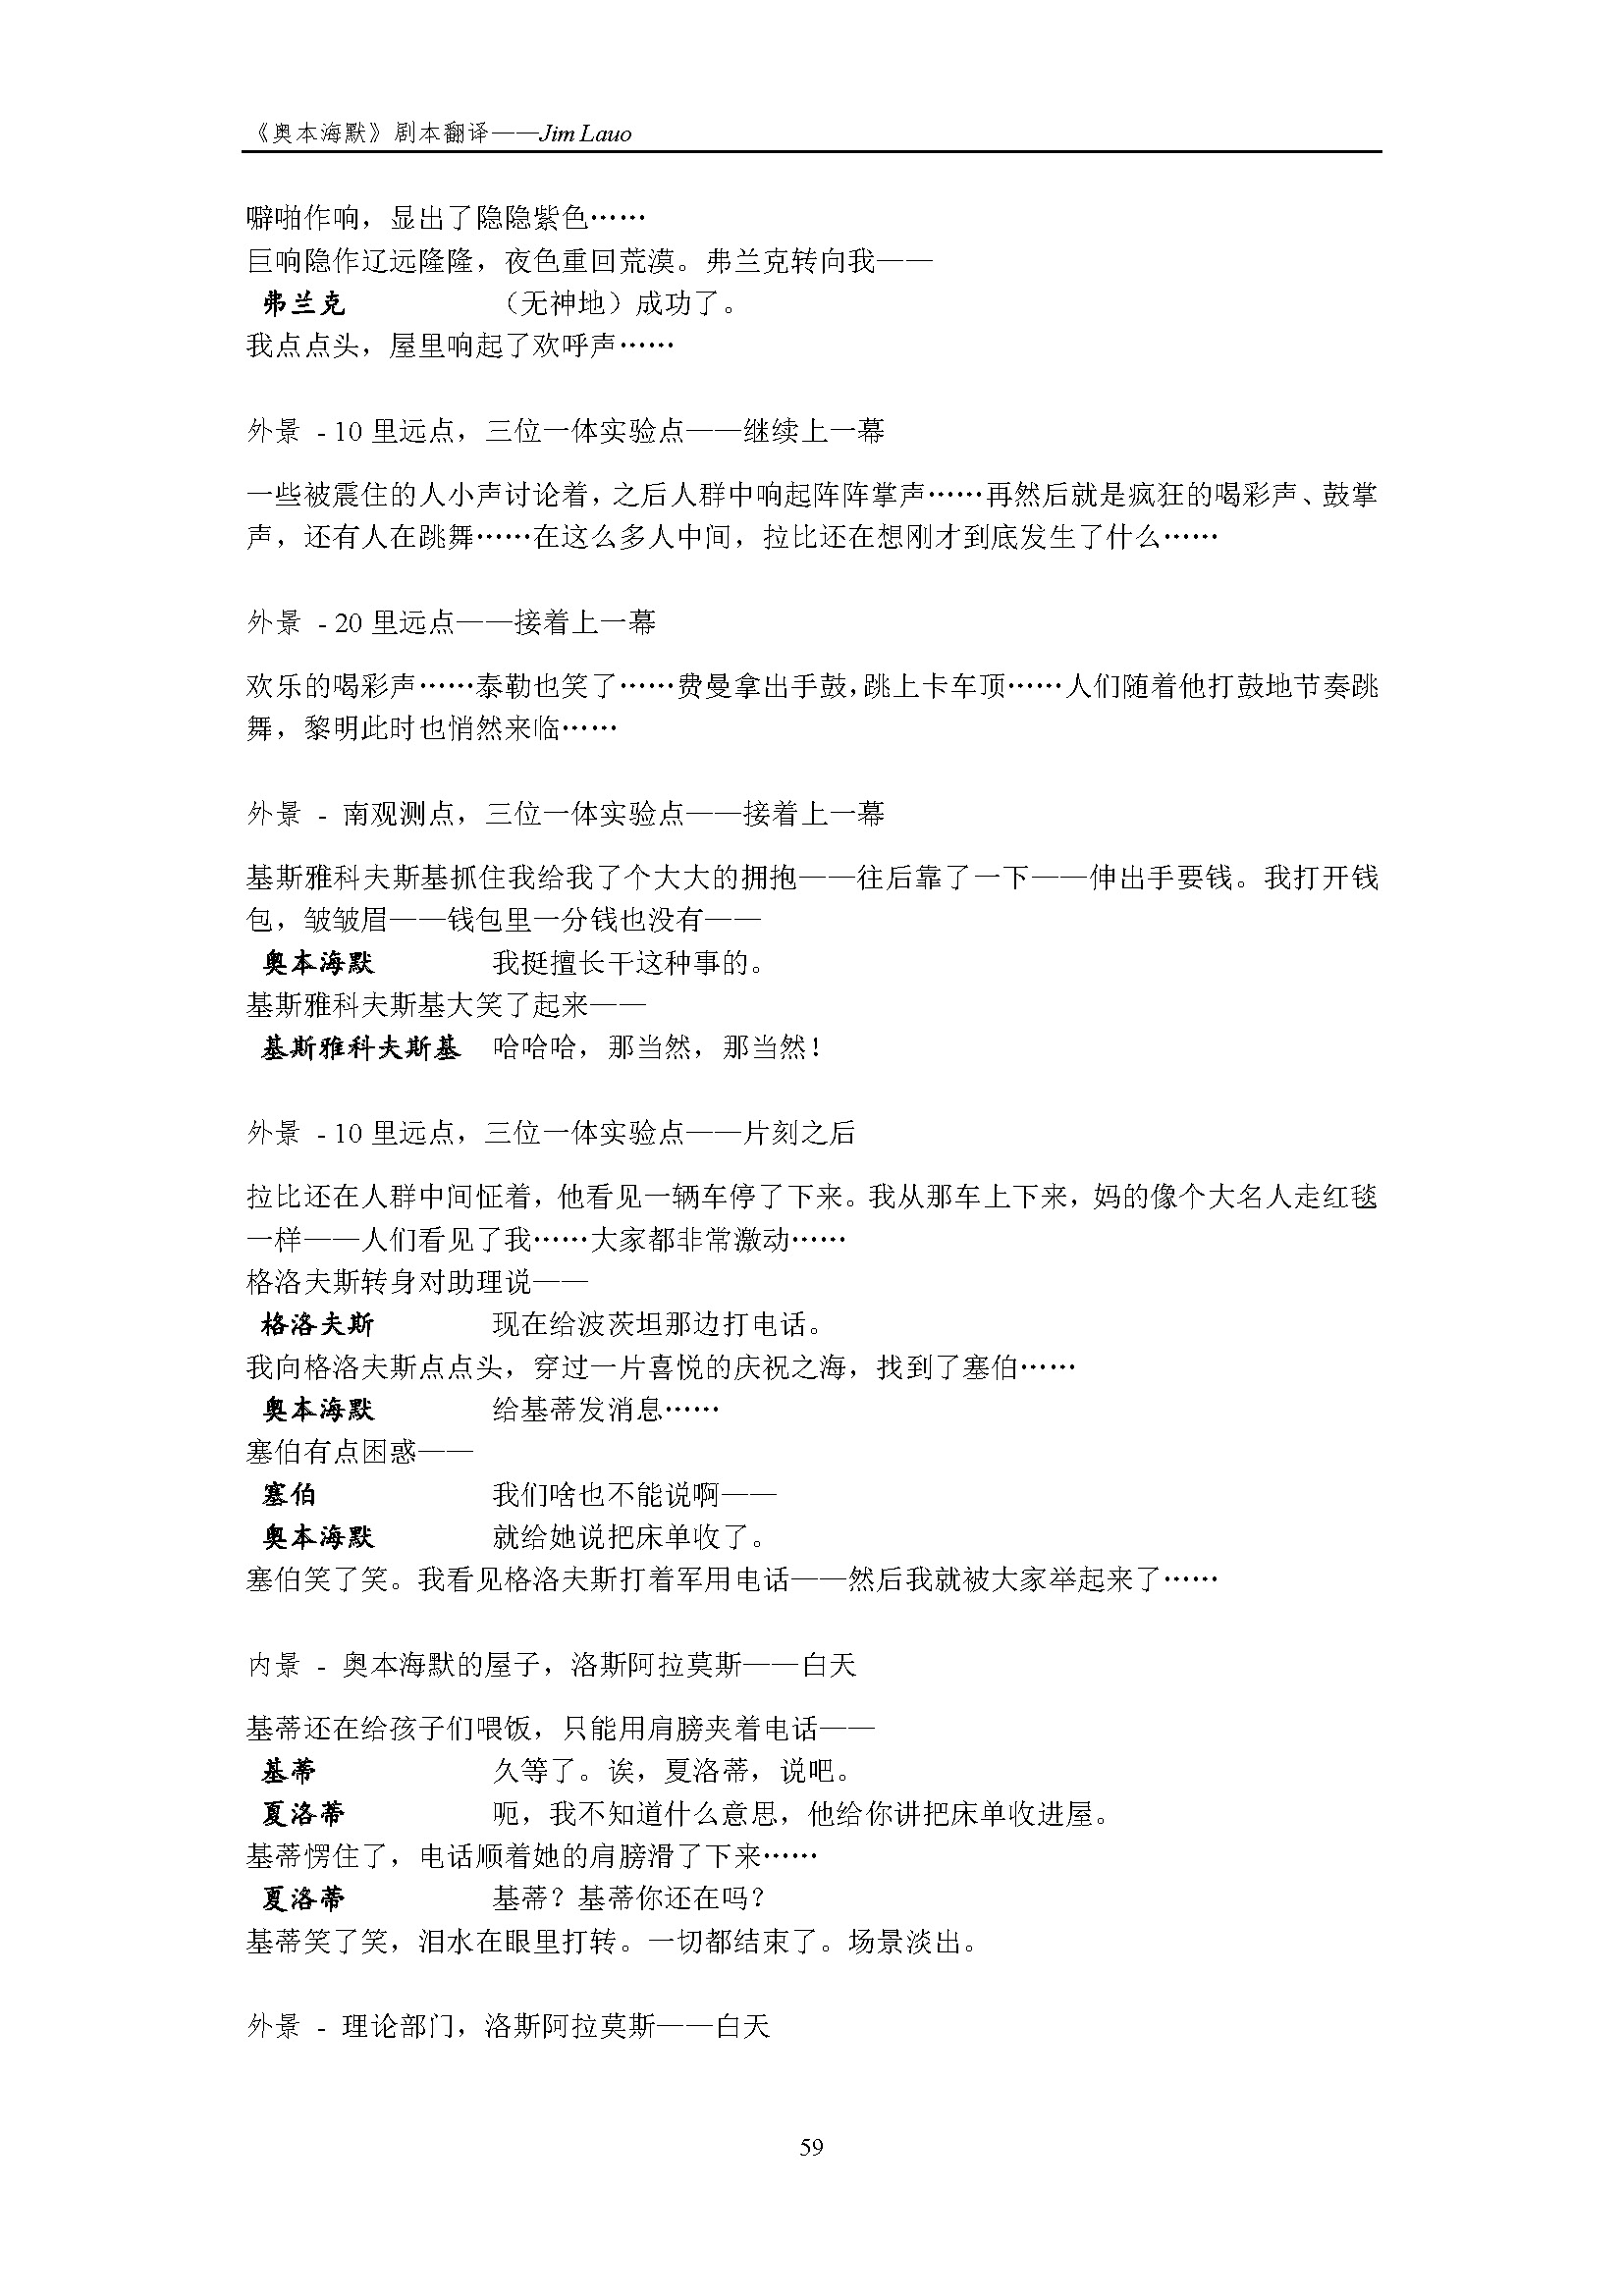 《奥本海默》剧本翻译——Jim Lauo
噼啪作响，显出了隐隐紫色……
巨响隐作辽远隆隆，夜色重回荒漠。弗兰克转向我——
弗兰克 （无神地）成功了。
我点点头，屋里响起了欢呼声……
外景 - 10 里远点，三位一体实验点——继续上一幕
一些被震住的人小声讨论着，之后人群中响起阵阵掌声……再然后就是疯狂的喝彩声、鼓掌
声，还有人在跳舞……在这么多人中间，拉比还在想刚才到底发生了什么……
外景 - 20 里远点——接着上一幕
欢乐的喝彩声……泰勒也笑了……费曼拿出手鼓，跳上卡车顶……人们随着他打鼓地节奏跳
舞，黎明此时也悄然来临……
外景 - 南观测点，三位一体实验点——接着上一幕
基斯雅科夫斯基抓住我给我了个大大的拥抱——往后靠了一下——伸出手要钱。我打开钱
包，皱皱眉——钱包里一分钱也没有——
奥本海默 我挺擅长干这种事的。
基斯雅科夫斯基大笑了起来——
基斯雅科夫斯基 哈哈哈，那当然，那当然！
外景 - 10 里远点，三位一体实验点——片刻之后
拉比还在人群中间怔着，他看见一辆车停了下来。我从那车上下来，妈的像个大名人走红毯
一样——人们看见了我……大家都非常激动……
格洛夫斯转身对助理说——
格洛夫斯 现在给波茨坦那边打电话。
我向格洛夫斯点点头，穿过一片喜悦的庆祝之海，找到了塞伯……
奥本海默 给基蒂发消息……
塞伯有点困惑——
塞伯 我们啥也不能说啊——
奥本海默 就给她说把床单收了。
塞伯笑了笑。我看见格洛夫斯打着军用电话——然后我就被大家举起来了……
内景 - 奥本海默的屋子，洛斯阿拉莫斯——白天
基蒂还在给孩子们喂饭，只能用肩膀夹着电话——
基蒂 久等了。诶，夏洛蒂，说吧。
夏洛蒂 呃，我不知道什么意思，他给你讲把床单收进屋。
基蒂愣住了，电话顺着她的肩膀滑了下来……
夏洛蒂 基蒂？基蒂你还在吗？
基蒂笑了笑，泪水在眼里打转。一切都结束了。场景淡出。
外景 - 理论部门，洛斯阿拉莫斯——白天
59